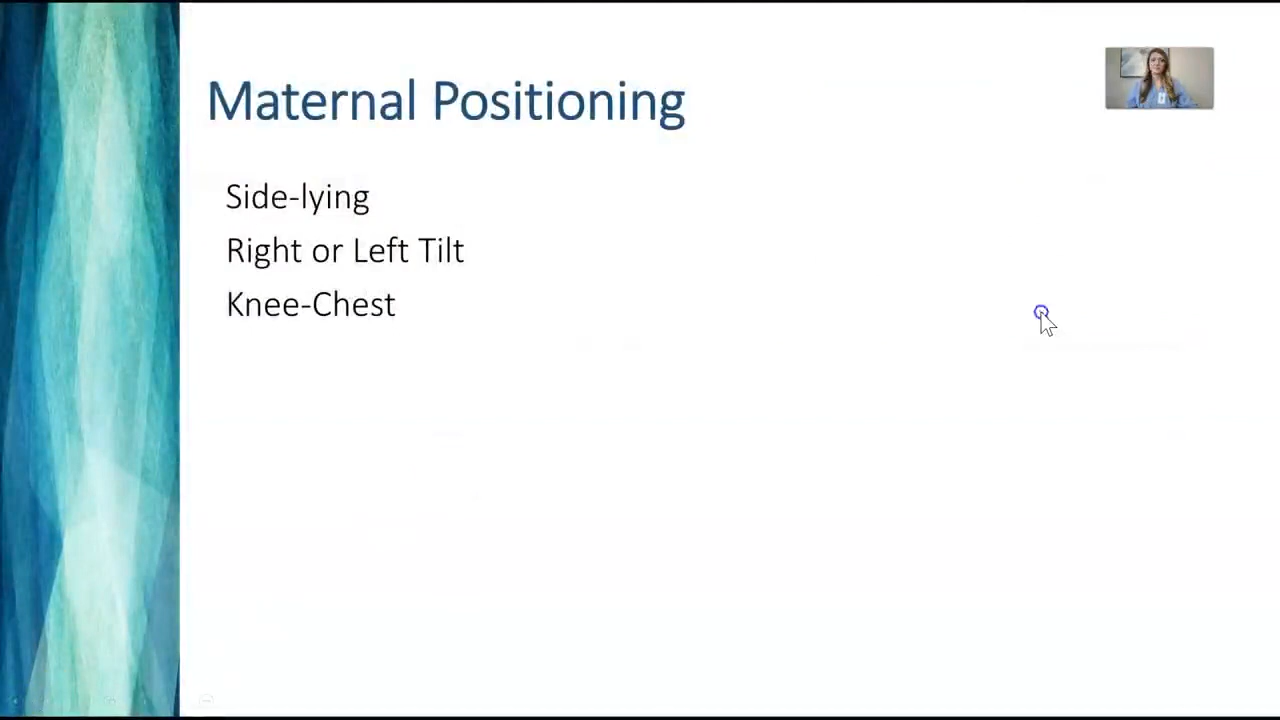 Maternal Positioning
Side-lying
Right or Left Tilt
Knee-Chest